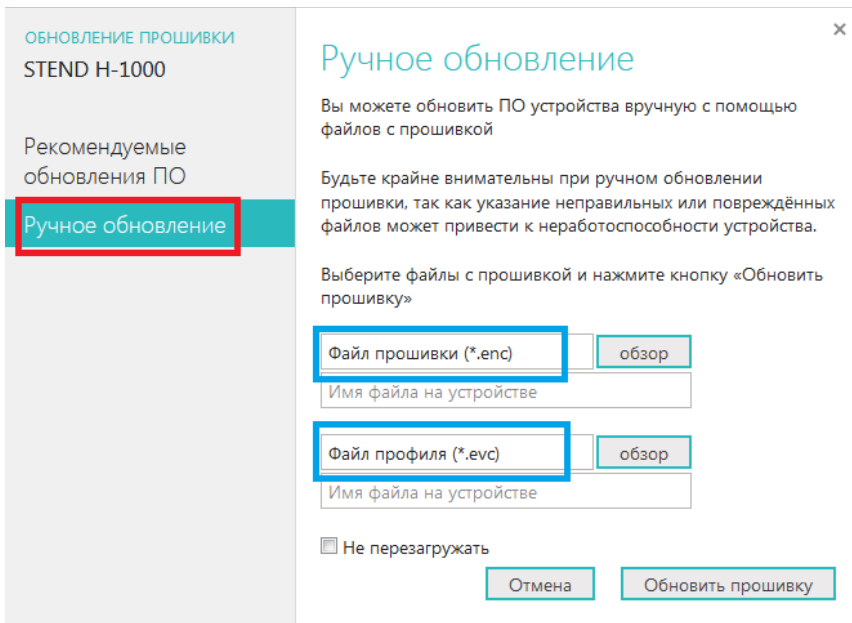 ОБНОВЛЕНИЕ ПРОШИВКИ
STEND H-1000
Рекомендуемые
обновления ПО
Ручное обновление
×
Ручное обновление
Вы можете обновить ПО устройства вручную с помощью
файлов с прошивкой
Будьте крайне внимательны при ручном обновлении
прошивки, так как указание неправильных или повреждённых
файлов может привести к неработоспособности устройства.
Выберите файлы с прошивкой и нажмите кнопку «Обновить
прошивку»
Файл прошивки (*.enc) обзор
Имя файла на устройстве
Файл профиля (*.evc) обзор
Имя файла на устройстве
Не перезагружать
Отмена Обновить прошивку